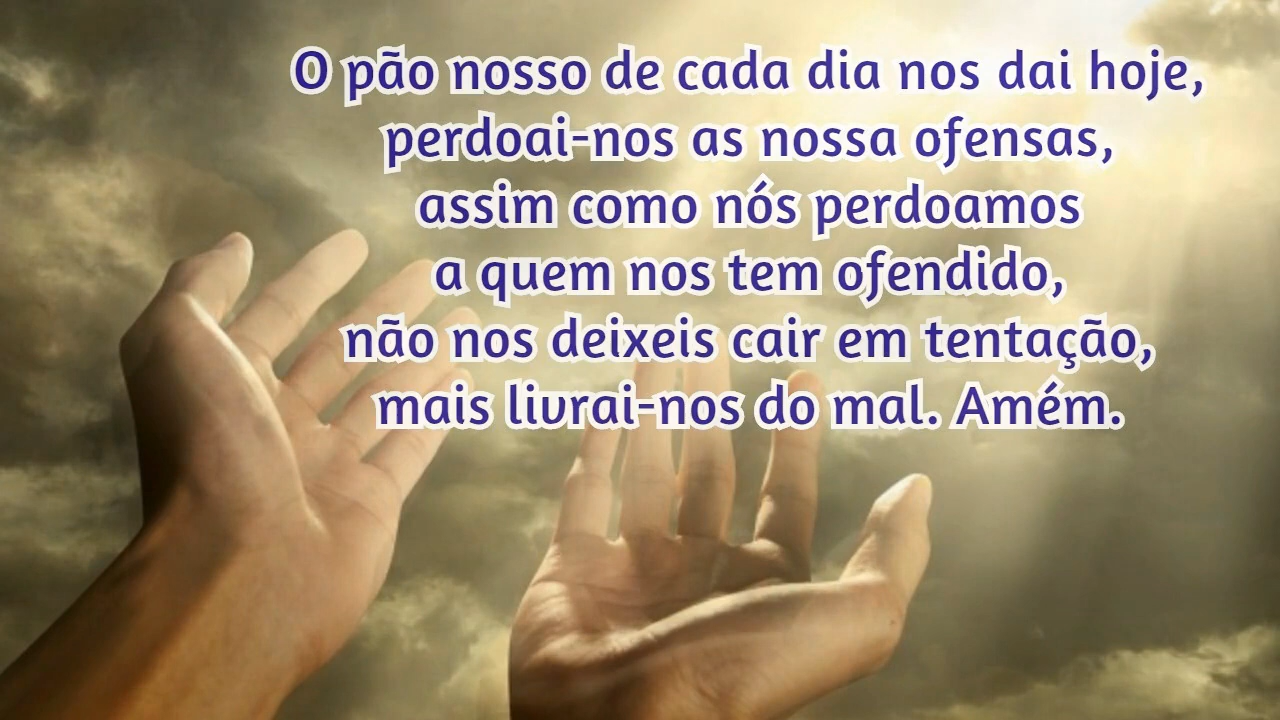 O pão nosso de cada dia nos dai hoje,
perdoai-nos as nossa ofensas,
assim como nós perdoamos
a quem nos tem ofendido,
não nos deixeis cair em tentação,
mais livrai-nos do mal. Amém.